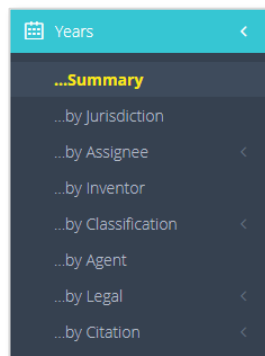 Years
...Summary
...by Jurisdiction
...by Assignee
...by Inventor
...by Classification
...by Agent
...by Legal
...by Citation